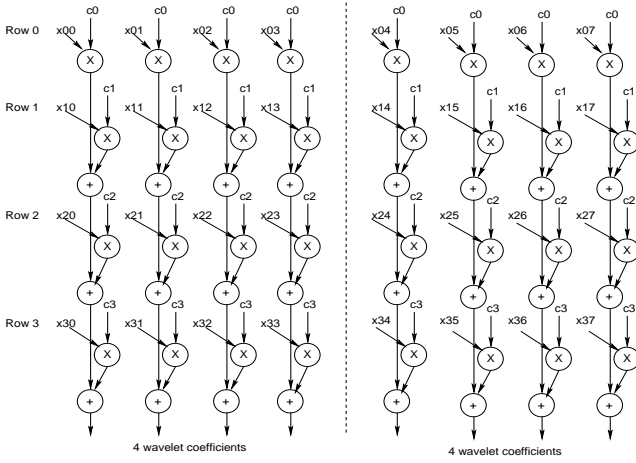 c0 c0 c0 c0 c0 c0 c0 c0
Row 0 x00 x01 x02 x03 x04 x05 x06 x07
X X X X X X X X
c1 c1 c1 c1 c1 c1 c1 c1
Row 1 x10 x11 x12 x13 x14 x15 x16 x17
X X X X X X X X
+ + + + + + + +
c2 c2 c2 c2 c2 c2 c2 c2
Row 2 x20 x21 x22 x23 x24 x25 x26 x27
X X X X X X X X
+ + + + + + + +
c3 c3 c3 c3 c3 c3 c3 c3
Row 3 x30 x31 x32 x33 x34 x35 x36 x37
X X X X X X X X
+ + + + + + + +
4 wavelet coefficients 4 wavelet coefficients